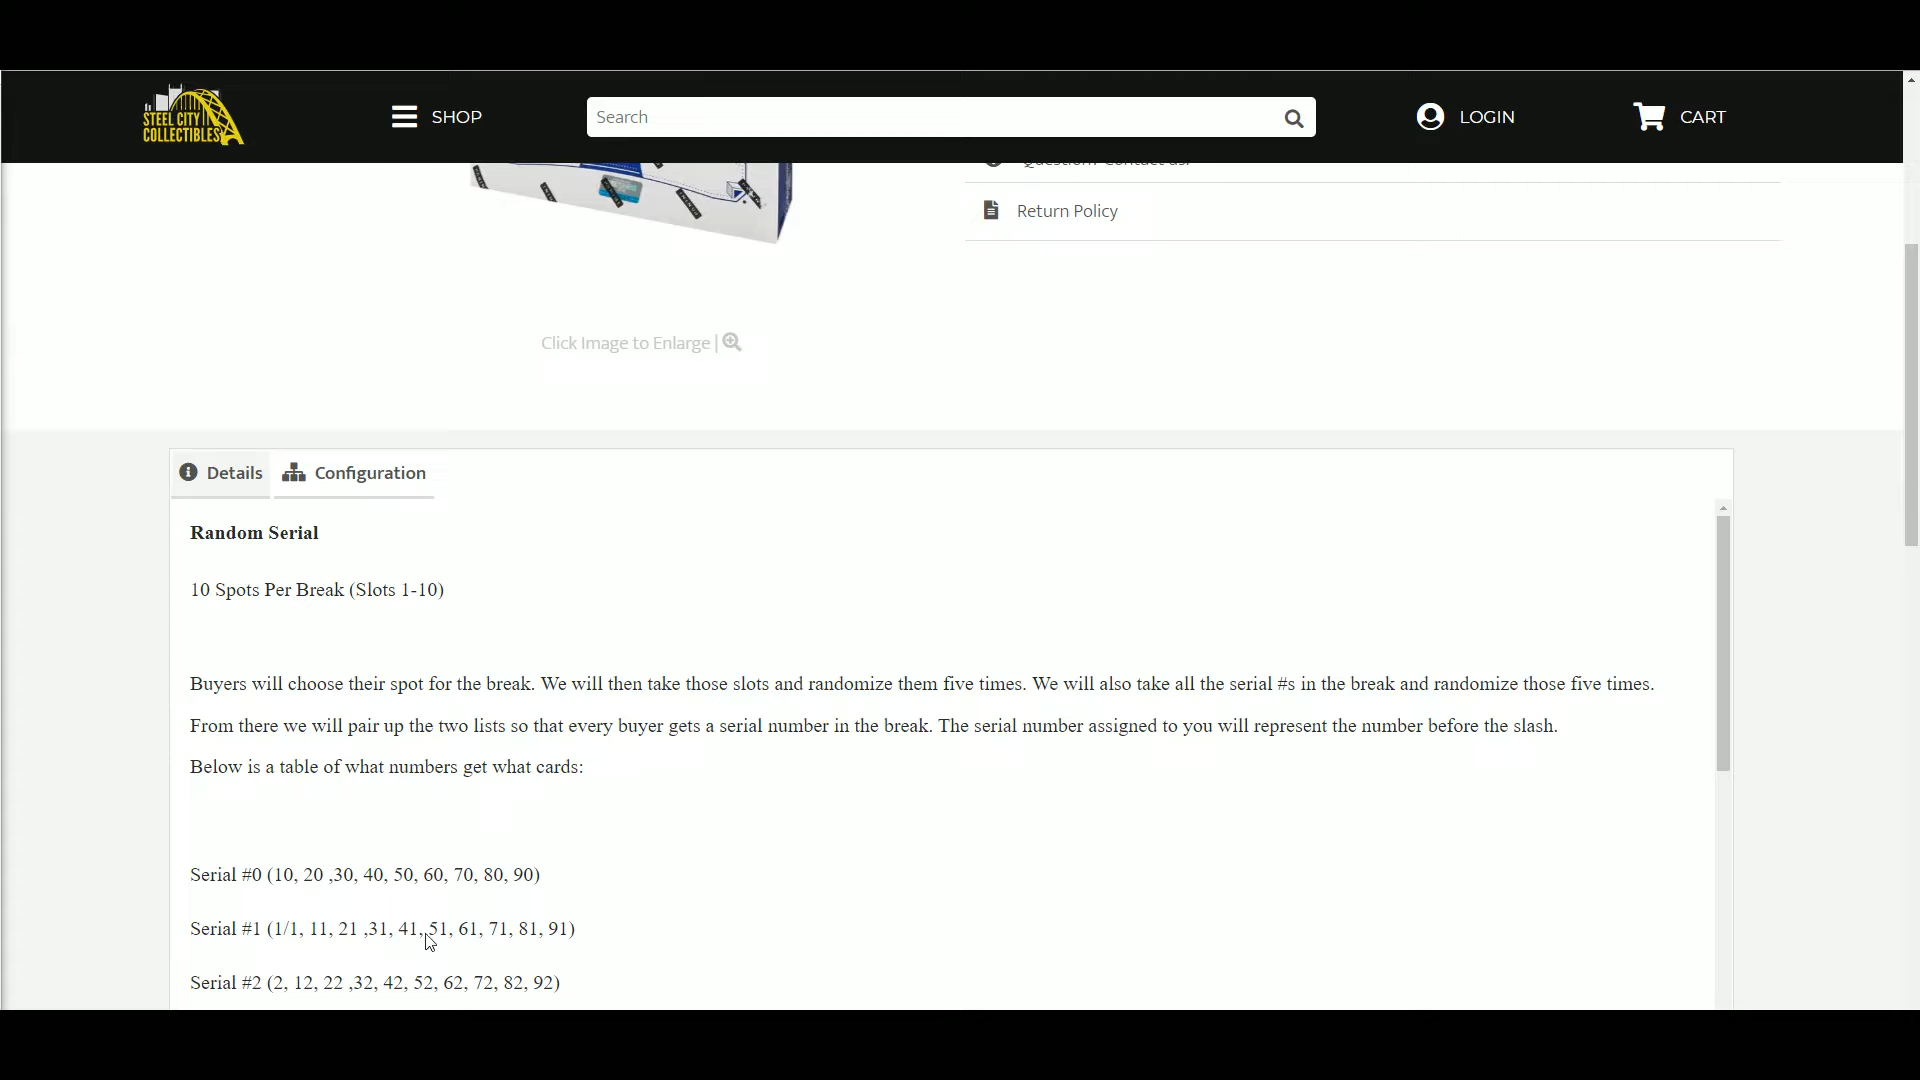 STEEL CITY
COLLECTIBLES
SHOP
Search
LOGIN
CART
Return Policy
Click Image to Enlarge |
Details
Configuration
Random Serial
10 Spots Per Break (Slots 1-10)
Buyers will choose their spot for the break. We will then take those slots and randomize them five times. We will also take all the serial #s in the break and randomize those five times.
From there we will pair up the two lists so that every buyer gets a serial number in the break. The serial number assigned to you will represent the number before the slash.
Below is a table of what numbers get what cards:
Serial #0 (10, 20 ,30, 40, 50, 60, 70, 80, 90)
Serial #1 (1/1, 11, 21 ,31, 41, 51, 61, 71, 81, 91)
Serial #2 (2, 12, 22 ,32, 42, 52, 62, 72, 82, 92)